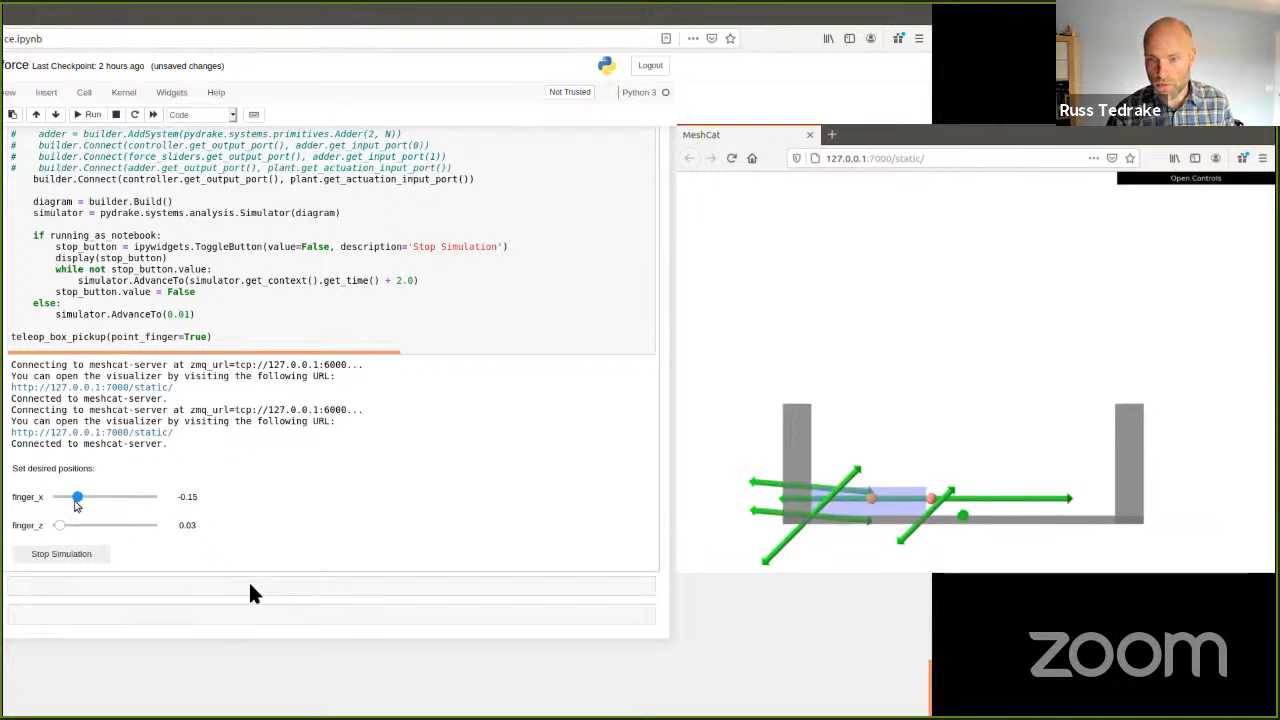 rce.ipynb
Russ Tedrake
force Last Checkpoint: 2 hours ago (unsaved changes)
Logout
iew Insert Cell Kernel Widgets Help
Not Trusted
Python 3
Run
Code
MeshCat
127.0.0.1:7000/static/
Open Controls
# adder = builder.AddSystem(pydrake.systems.primitives.Adder(2, N))
# builder.Connect(controller.get_output_port(), adder.get_input_port(0))
# builder.Connect(force_sliders.get_output_port(), adder.get_input_port(1))
# builder.Connect(adder.get_output_port(), plant.get_actuation_input_port())
builder.Connect(controller.get_output_port(), plant.get_actuation_input_port())
diagram = builder.Build()
simulator = pydrake.systems.analysis.Simulator(diagram)
if running_as_notebook:
stop_button = ipywidgets.ToggleButton(value=False, description='Stop Simulation')
display(stop_button)
while not stop_button.value:
simulator.AdvanceTo(simulator.get_context().get_time() + 2.0)
stop_button.value = False
else:
simulator.AdvanceTo(0.01)
teleop_box_pickup(point_finger=True)
Connecting to meshcat-server at zmq_url=tcp://127.0.0.1:6000...
You can open the visualizer by visiting the following URL:
http://127.0.0.1:7000/static/
Connected to meshcat-server.
Connecting to meshcat-server at zmq_url=tcp://127.0.0.1:6000...
You can open the visualizer by visiting the following URL:
http://127.0.0.1:7000/static/
Connected to meshcat-server.
Set desired positions:
finger_x -0.15
finger_z 0.03
Stop Simulation
zoom